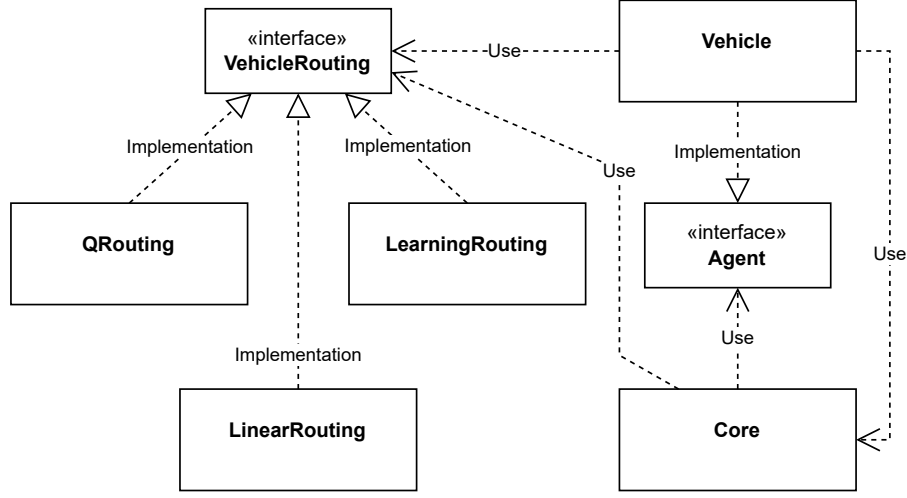 «interface»
VehicleRouting
Use
Vehicle
Implementation
Implementation
Implementation
Use
QRouting
LearningRouting
«interface»
Agent
Use
Implementation
Use
LinearRouting
Core